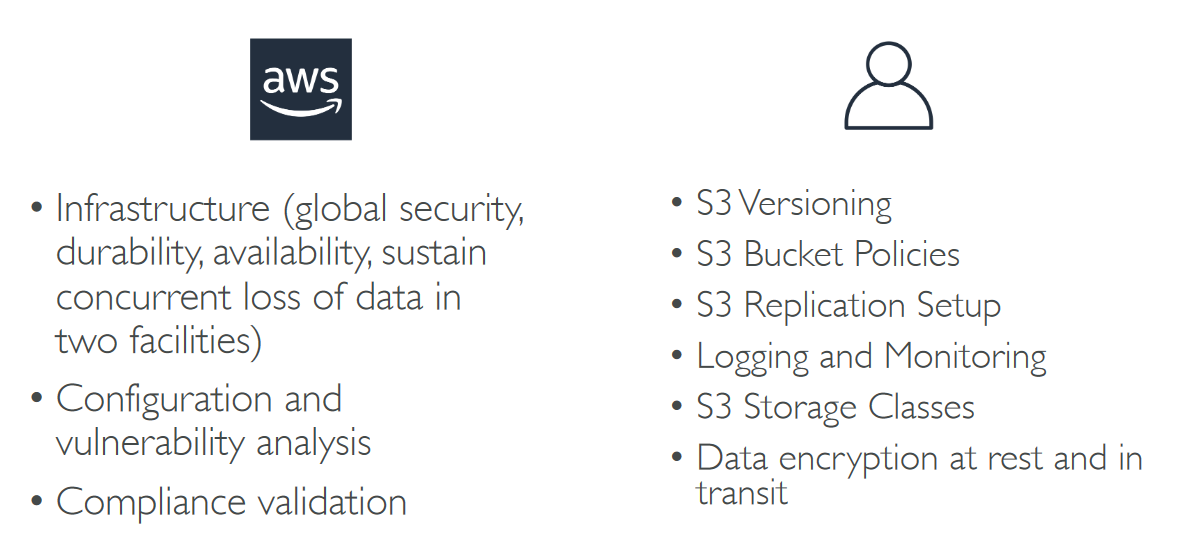 aws
• Infrastructure (global security,
durability, availability, sustain
concurrent loss of data in
two facilities)
• Configuration and
vulnerability analysis
• Compliance validation
• S3 Versioning
• S3 Bucket Policies
• S3 Replication Setup
• Logging and Monitoring
• S3 Storage Classes
• Data encryption at rest and in
transit